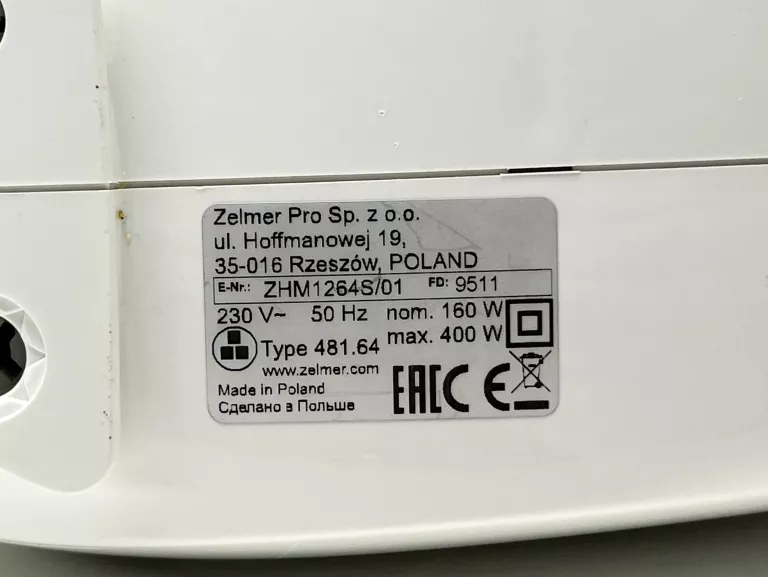 Zelmer Pro Sp. z o.o.
ul. Hoffmanowej 19,
35-016 Rzeszów, POLAND
E-Nr.: ZHM1264S/01 FD: 9511
230 V~ 50 Hz nom. 160 W
max. 400 W
Type 481.64
www.zelmer.com
Made in Poland
Сделано в Польше
EAC CE